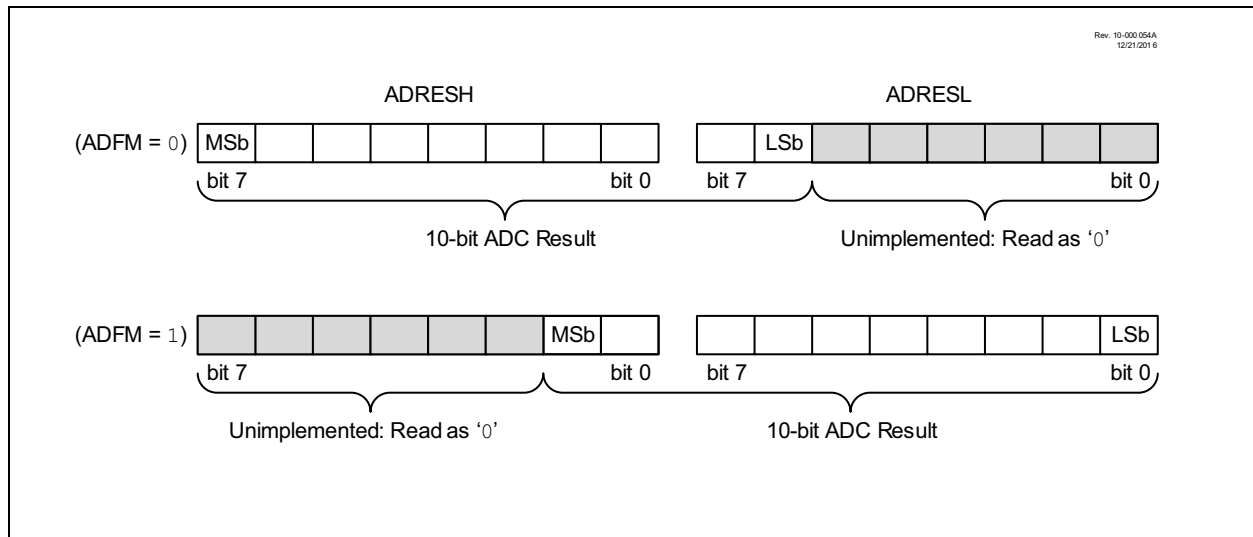 Rev. 10-000 054A
12/21/2016
ADRESH ADRESL
(ADFM = 0) MSb LSb
bit 7 bit 0 bit 7 bit 0
10-bit ADC Result Unimplemented: Read as ‘0’
(ADFM = 1) MSb LSb
bit 7 bit 0 bit 7 bit 0
Unimplemented: Read as ‘0’ 10-bit ADC Result